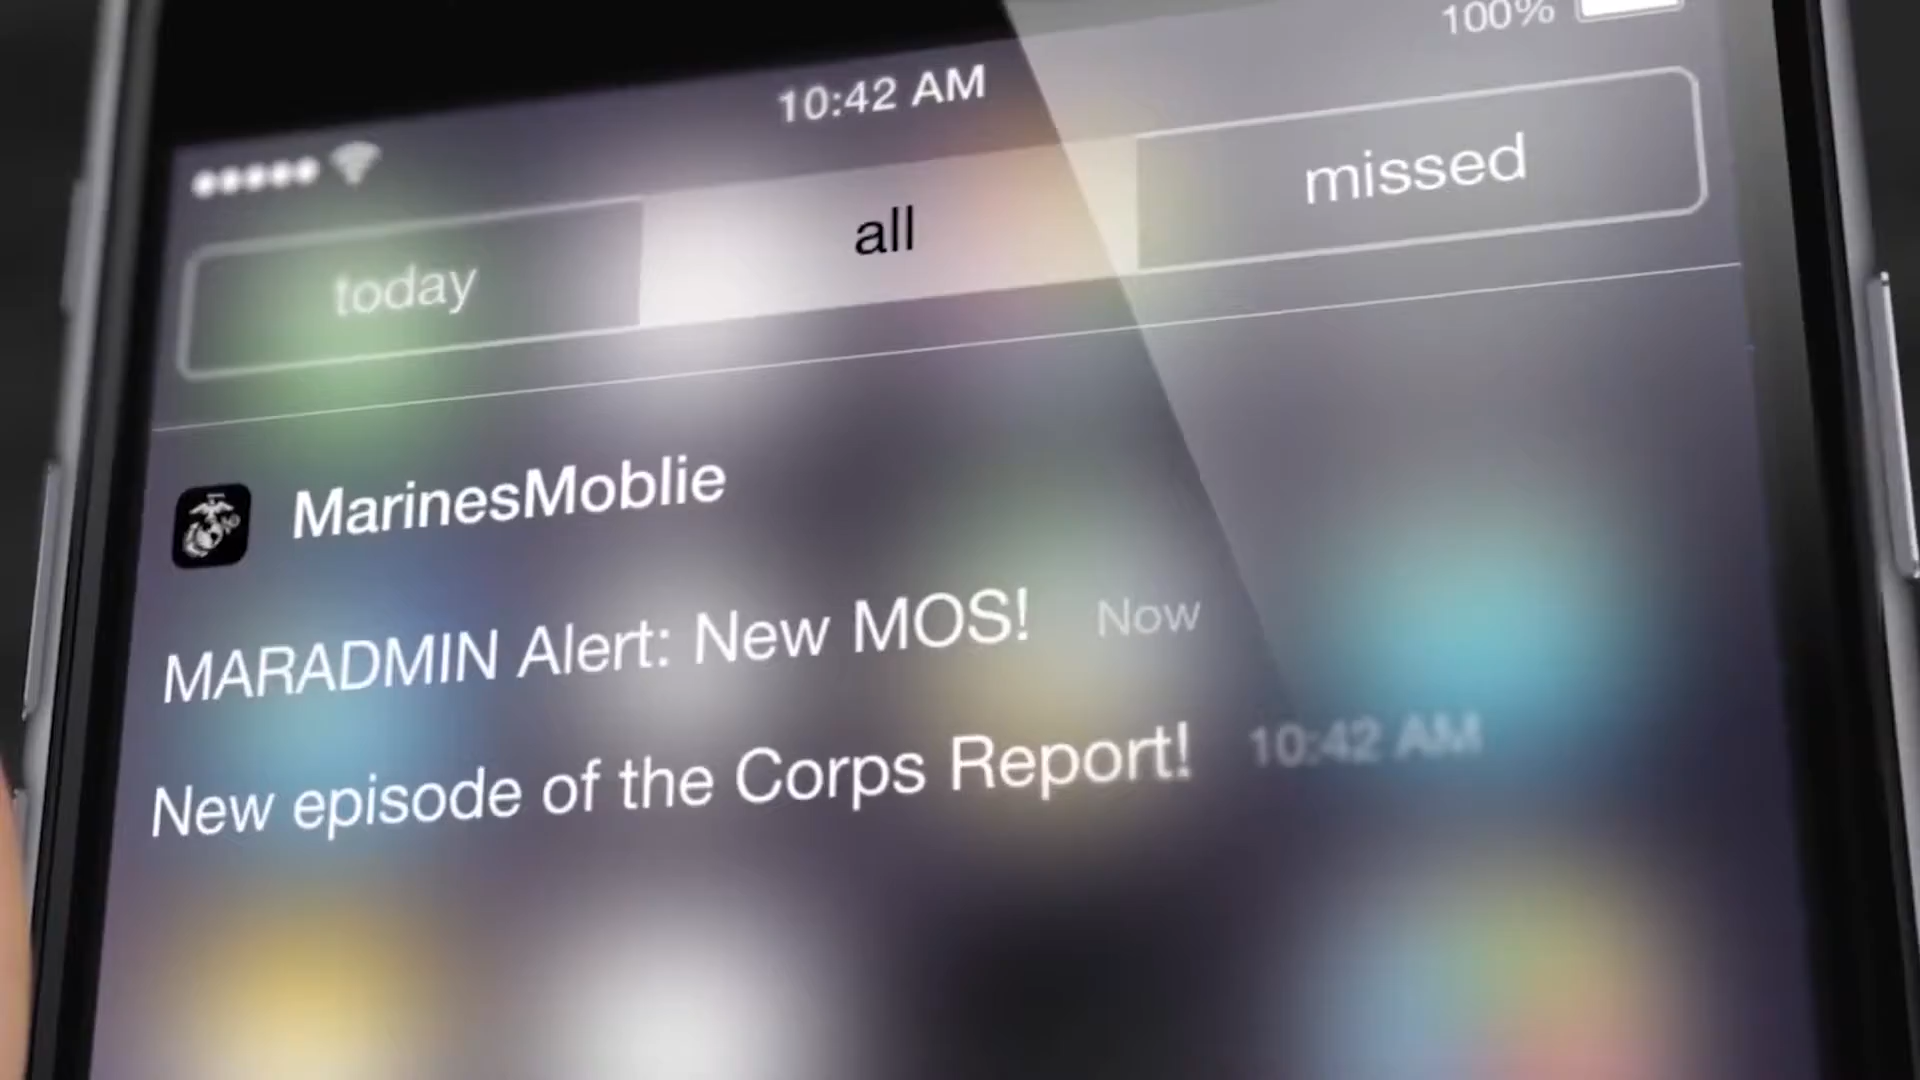 100%
10:42 AM
today all missed
MarinesMoblie
MARADMIN Alert: New MOS! Now
New episode of the Corps Report! 10:42 AM